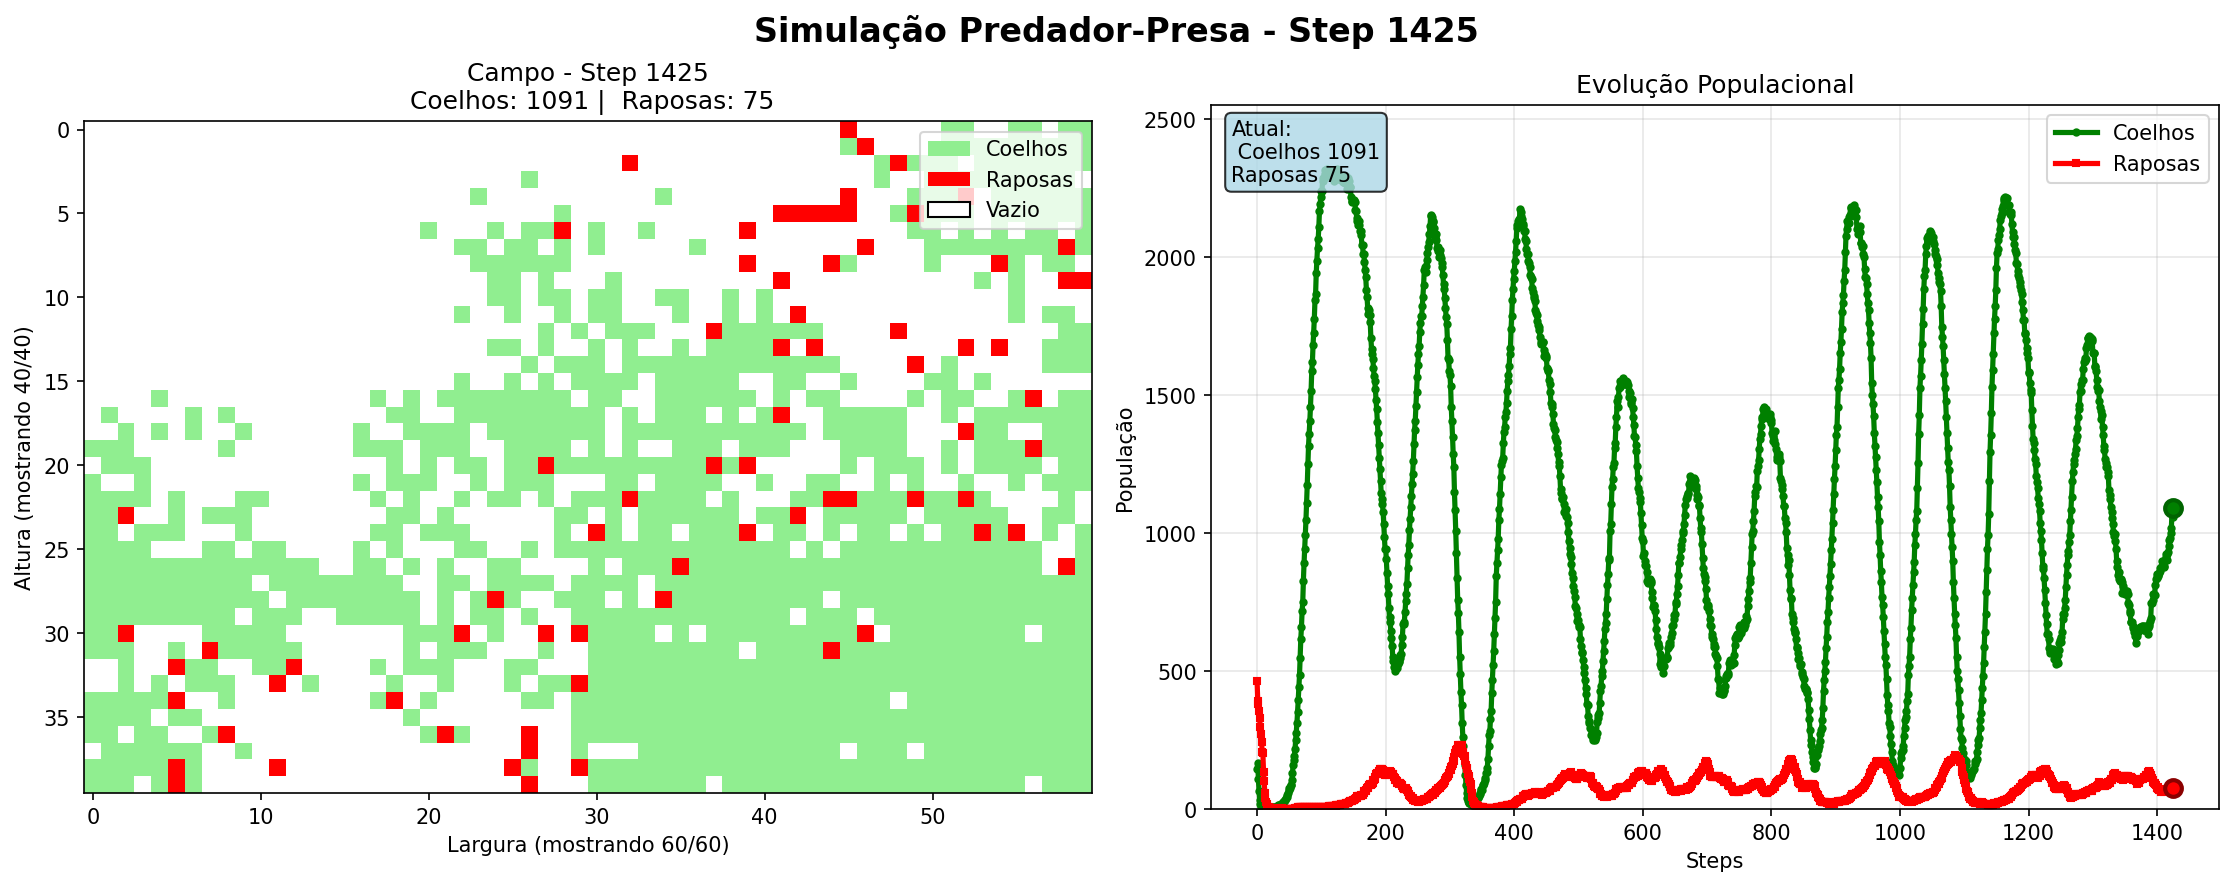 Simulação Predador-Presa - Step 1425
Campo - Step 1425
Coelhos: 1091 |  Raposas: 75
Coelhos
Raposas
Vazio
0
5
10
15
20
25
30
35
Altura (mostrando 40/40)
0
10
20
30
40
50
Largura (mostrando 60/60)
Evolução Populacional
Atual:
Coelhos 1091
Raposas 75
Coelhos
Raposas
2500
2000
1500
1000
500
0
População
0
200
400
600
800
1000
1200
1400
Steps